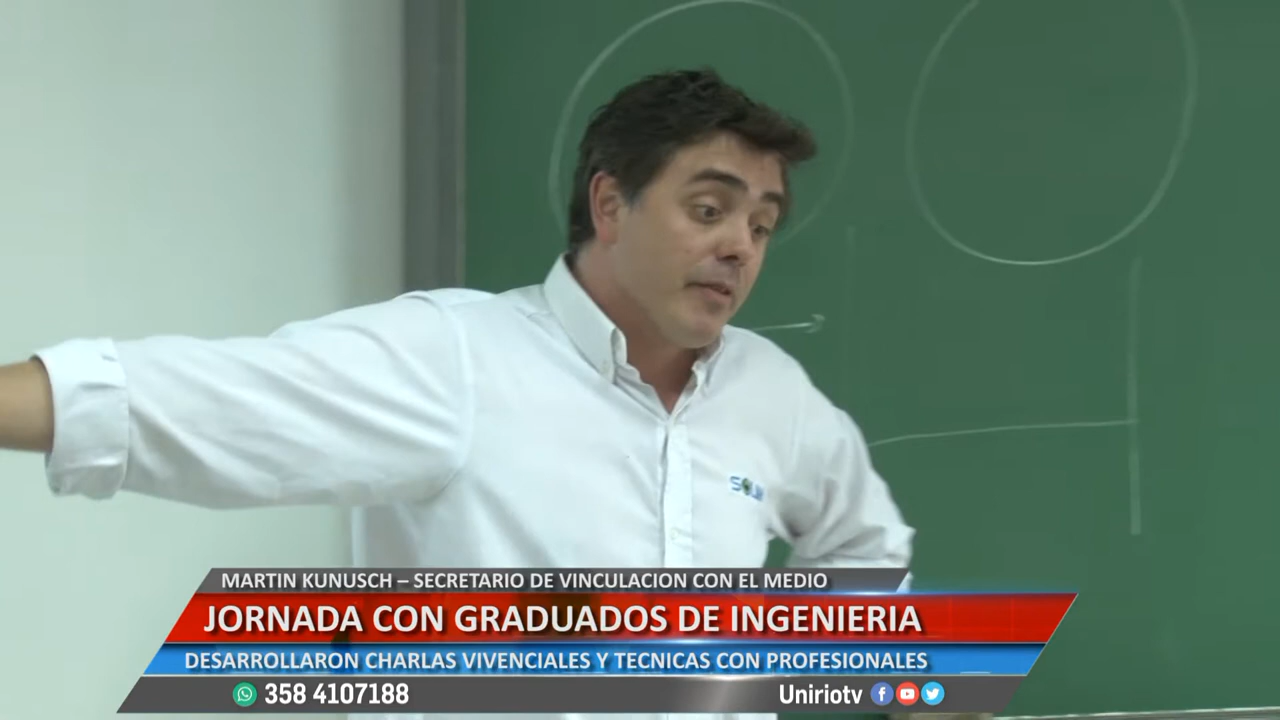 MARTIN KUNUSCH – SECRETARIO DE VINCULACION CON EL MEDIO
JORNADA CON GRADUADOS DE INGENIERIA
DESARROLLARON CHARLAS VIVENCIALES Y TECNICAS CON PROFESIONALES
358 4107188
Uniriotv